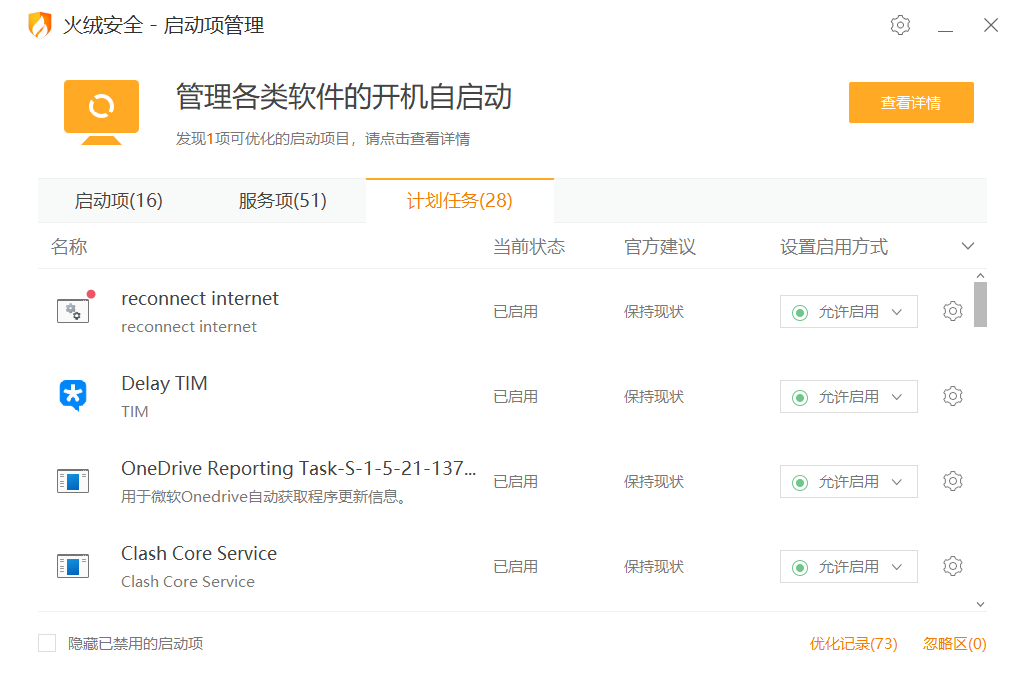 火绒安全 - 启动项管理
管理各类软件的开机自启动
查看详情
发现1项可优化的启动项目，请点击查看详情
启动项(16) 服务项(51) 计划任务(28)
名称 当前状态 官方建议 设置启用方式
reconnect internet
reconnect internet
已启用 保持现状 允许启用
Delay TIM
TIM
已启用 保持现状 允许启用
OneDrive Reporting Task-S-1-5-21-137...
用于微软Onedrive自动获取程序更新信息。
已启用 保持现状 允许启用
Clash Core Service
Clash Core Service
已启用 保持现状 允许启用
隐藏已禁用的启动项 优化记录(73) 忽略区(0)